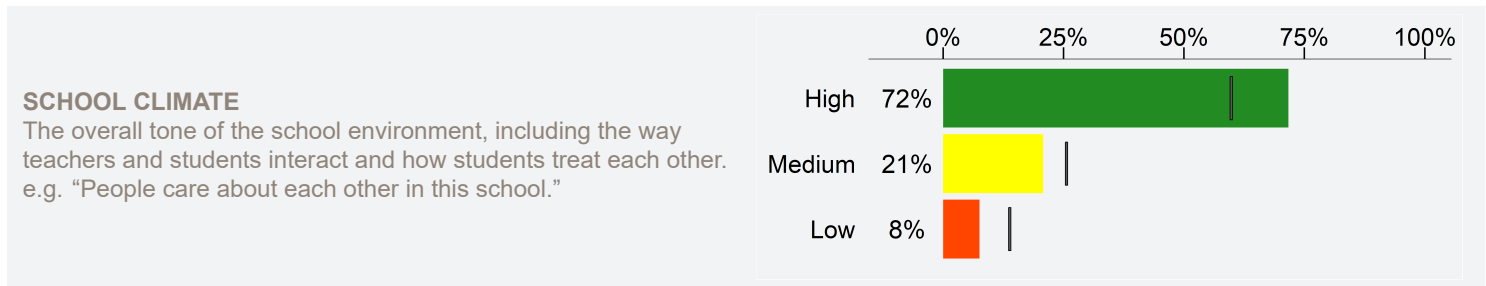 SCHOOL CLIMATE
The overall tone of the school environment, including the way
teachers and students interact and how students treat each other.
e.g. “People care about each other in this school.”
0% 25% 50% 75% 100%
High 72%
Medium 21%
Low 8%